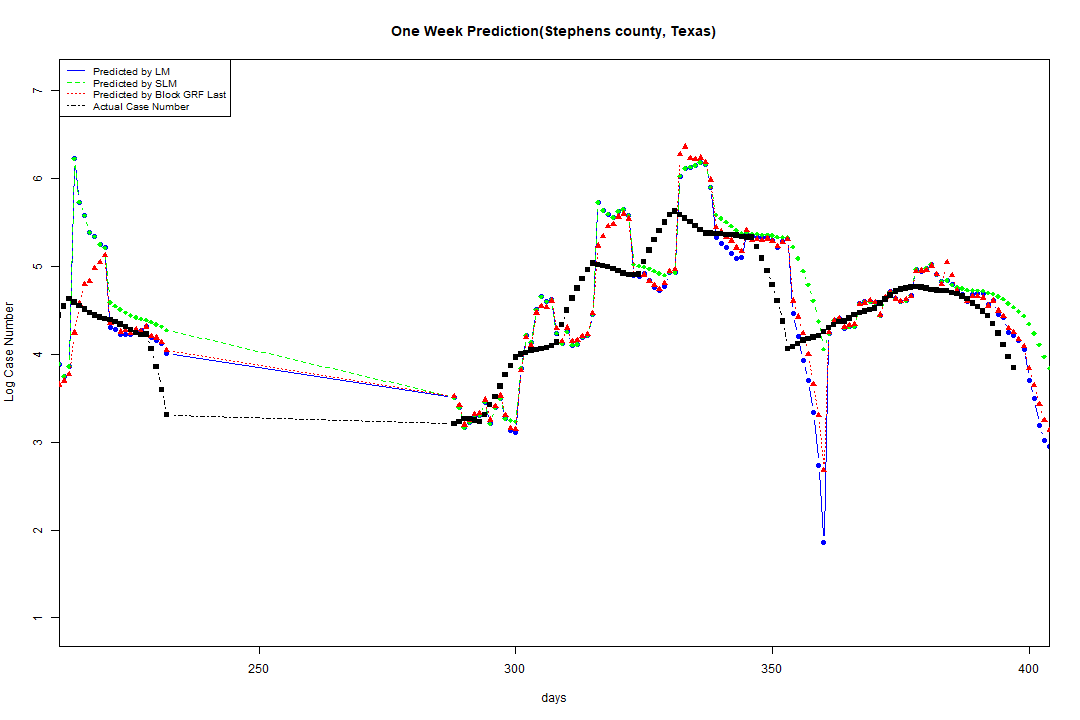 One Week Prediction(Stephens county, Texas)
Predicted by LM
Predicted by SLM
Predicted by Block GRF Last
Actual Case Number
7
6
5
4
3
2
1
Log Case Number
250
300
350
400
days